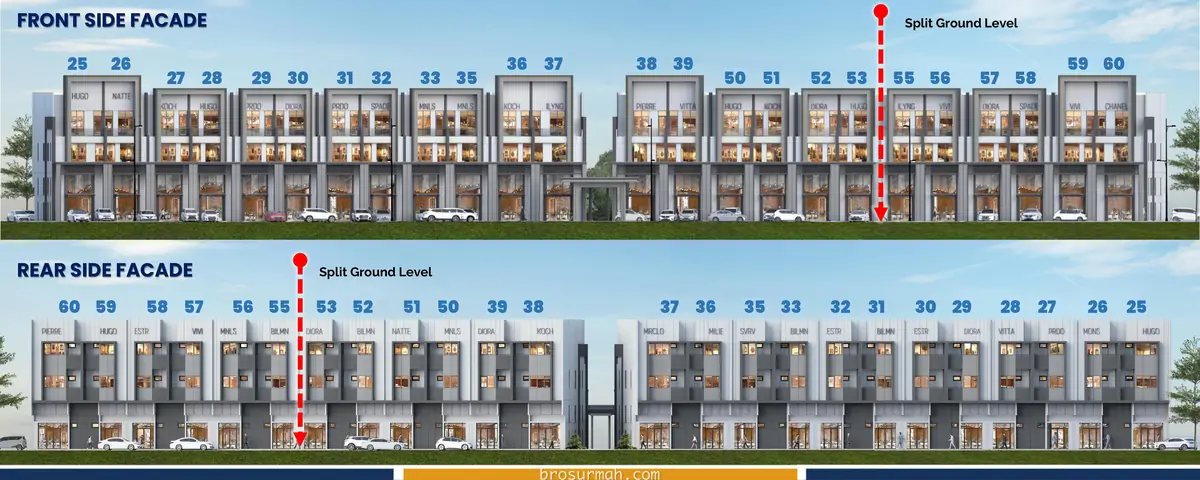 FRONT SIDE FACADE
Split Ground Level
25 26 27 28 29 30 31 32 33 35 36 37 38 39 50 51 52 53 55 56 57 58 59 60
HUGO NATTE KOCH HUGO PRDO DIORA PRDO SPADE MNLS MNLS KOCH ILYNG PIERRE VITTA HUGO KOCH DIORA HUGO ILYNG VIVI DIORA SPADE VIVI CHANEL
REAR SIDE FACADE
Split Ground Level
60 59 58 57 56 55 53 52 51 50 39 38 37 36 35 33 32 31 30 29 28 27 26 25
PIERRE HUGO ESTR VIVI MNLS BILMN DIORA BILMN NATTE MNLS DIORA KOCH MRCLO MILIE SVRV BILMN ESTR BILMN ESTR DIORA VITTA PRDO MONS HUGO
brosurmah.com